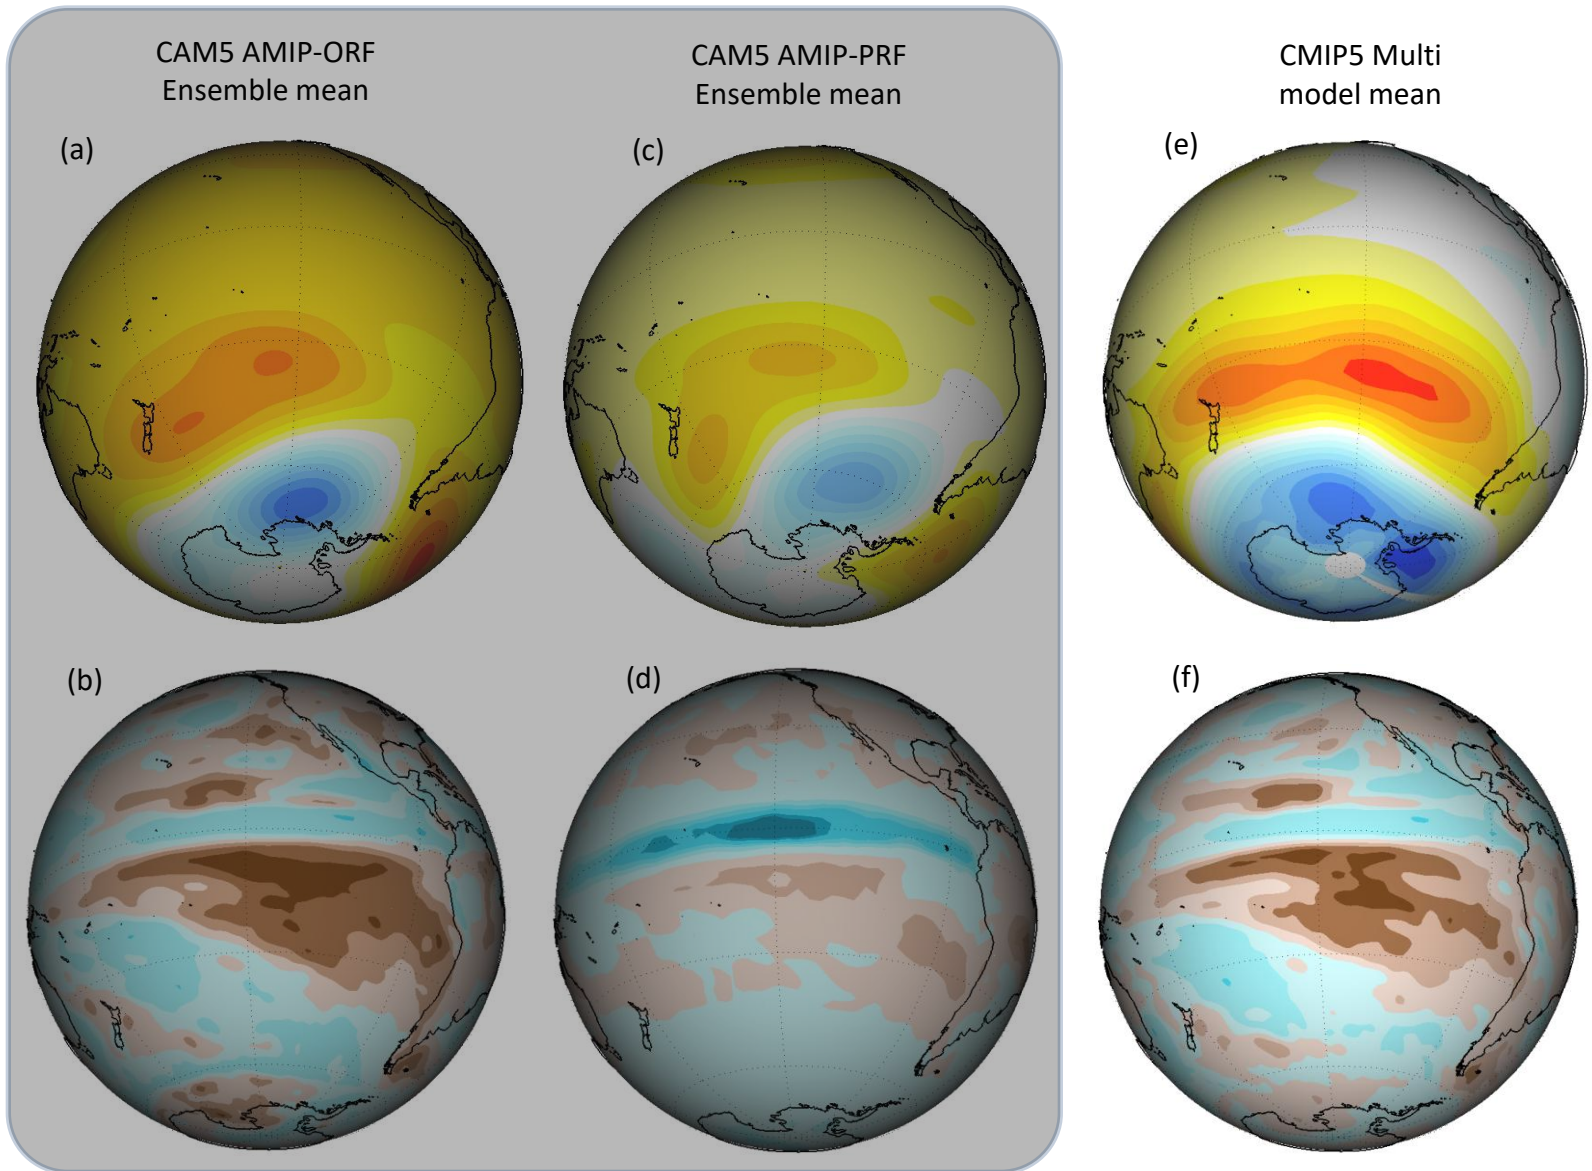 CAM5 AMIP-ORF
Ensemble mean
CAM5 AMIP-PRF
Ensemble mean
CMIP5 Multi
model mean
(a)
(c)
(e)
(b)
(d)
(f)